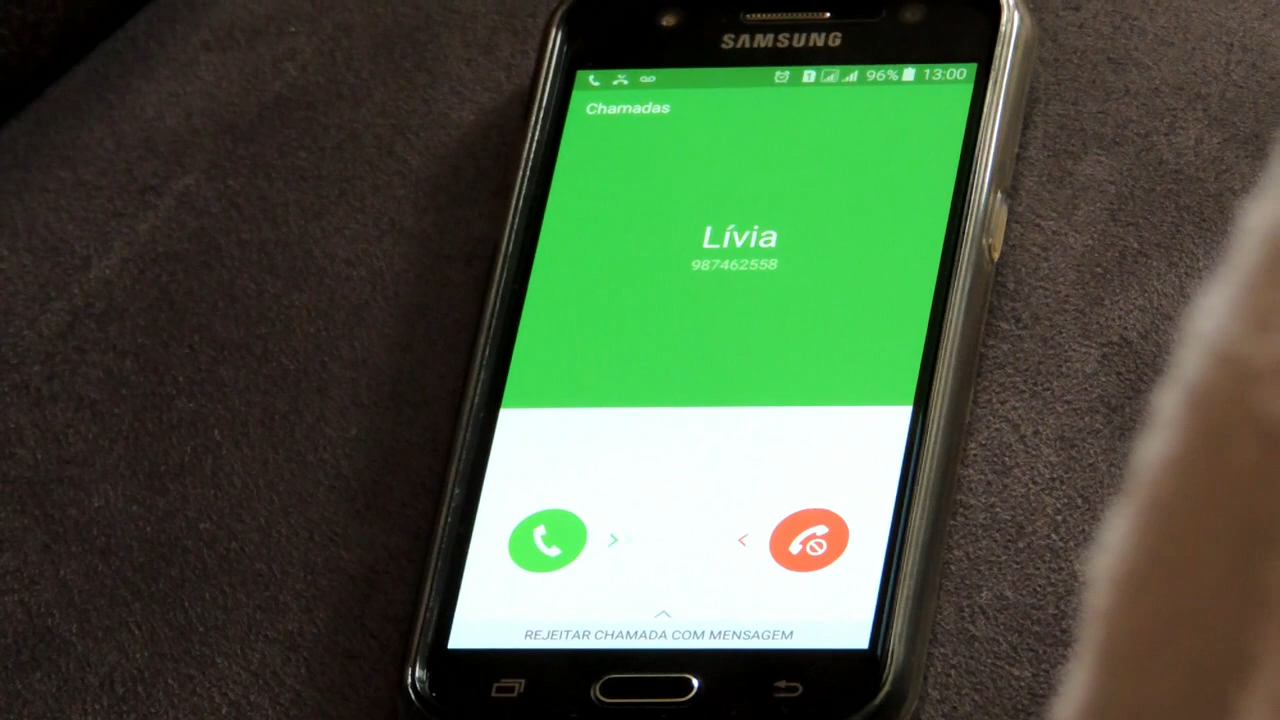 SAMSUNG
96% 13:00
Chamadas
Lívia
987462558
REJEITAR CHAMADA COM MENSAGEM